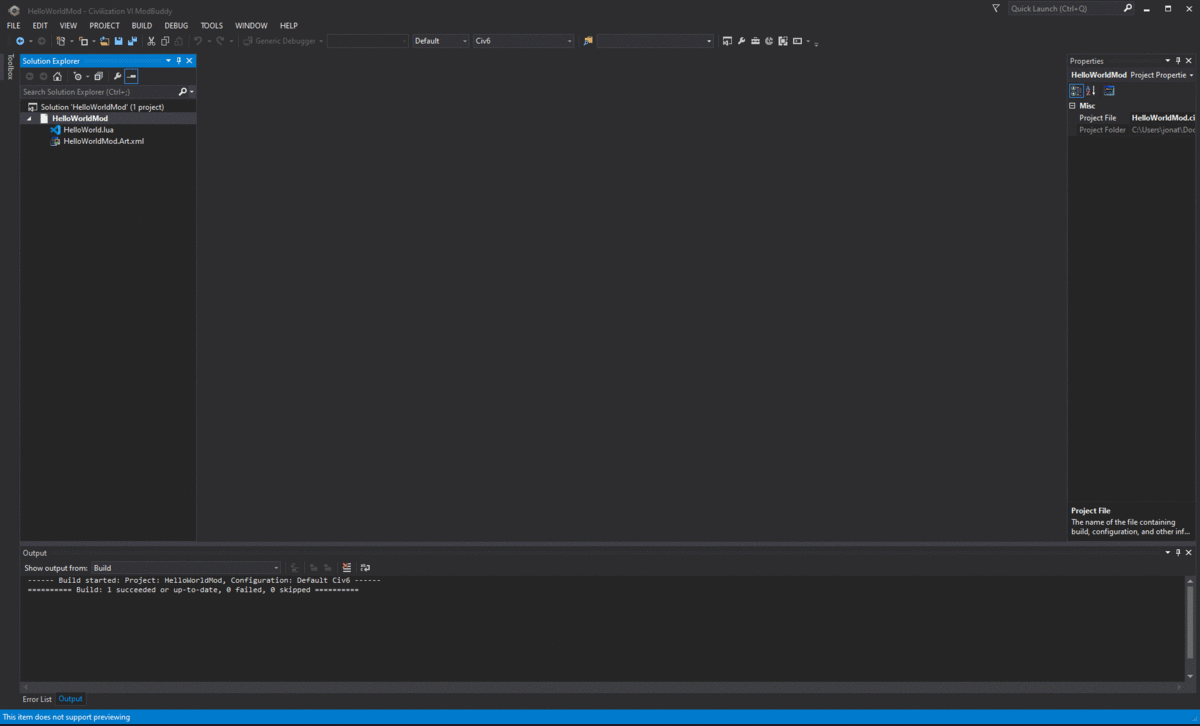 HelloWorldMod - Civilization VI ModBuddy
Quick Launch (Ctrl+Q)
FILE EDIT VIEW PROJECT BUILD DEBUG TOOLS WINDOW HELP
Generic Debugger Default Civ6
Toolbox
Solution Explorer
Search Solution Explorer (Ctrl+;)
Solution 'HelloWorldMod' (1 project)
HelloWorldMod
HelloWorld.lua
HelloWorldMod.Art.xml
Properties
HelloWorldMod Project Propertie
Misc
Project File HelloWorldMod.ci
Project Folder C:\Users\jonat\Doc
Project File
The name of the file containing
build, configuration, and other inf...
Output
Show output from: Build
------ Build started: Project: HelloWorldMod, Configuration: Default Civ6 ------
========== Build: 1 succeeded or up-to-date, 0 failed, 0 skipped ==========
Error List Output
This item does not support previewing